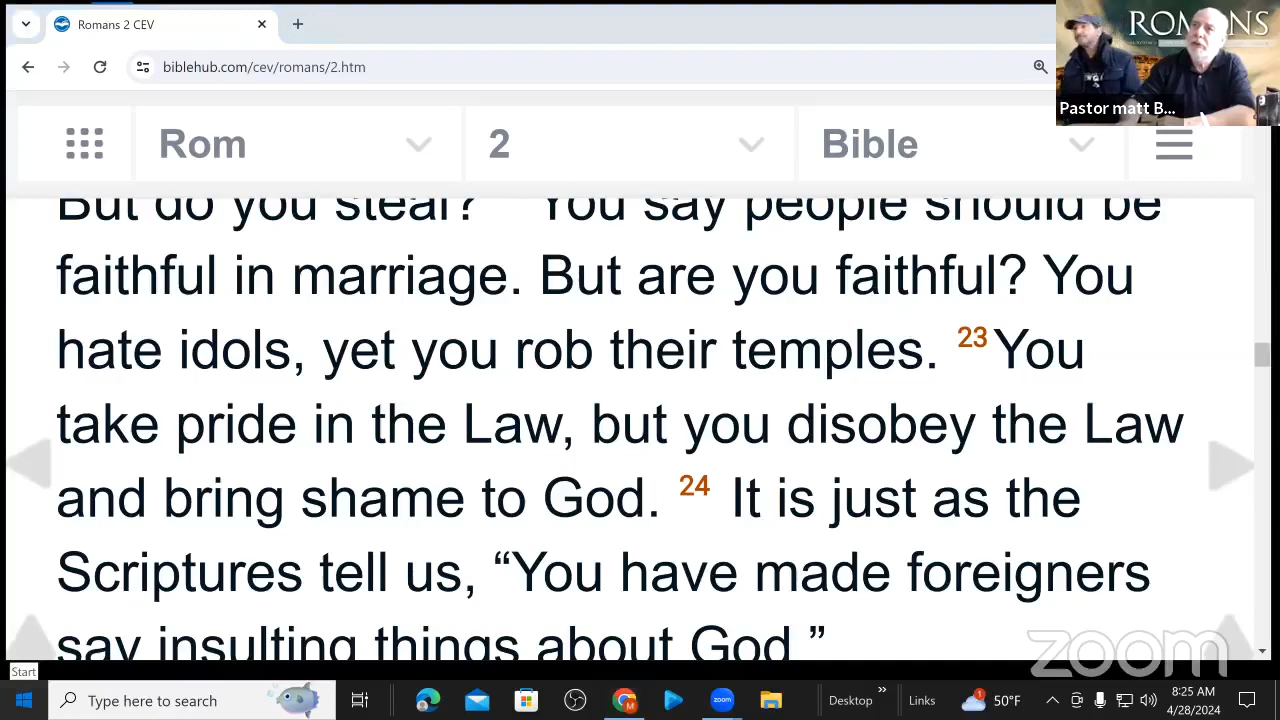 Romans 2 CEV
biblehub.com/cev/romans/2.htm
ROMANS
Pastor matt B...
Rom 2 Bible
But do you steal? You say people should be
faithful in marriage. But are you faithful? You
hate idols, yet you rob their temples. 23 You
take pride in the Law, but you disobey the Law
and bring shame to God. 24 It is just as the
Scriptures tell us, “You have made foreigners
say insulting things about God.”
zoom
Start
Type here to search
zoom
Desktop
Links
1
50°F
8:25 AM
4/28/2024